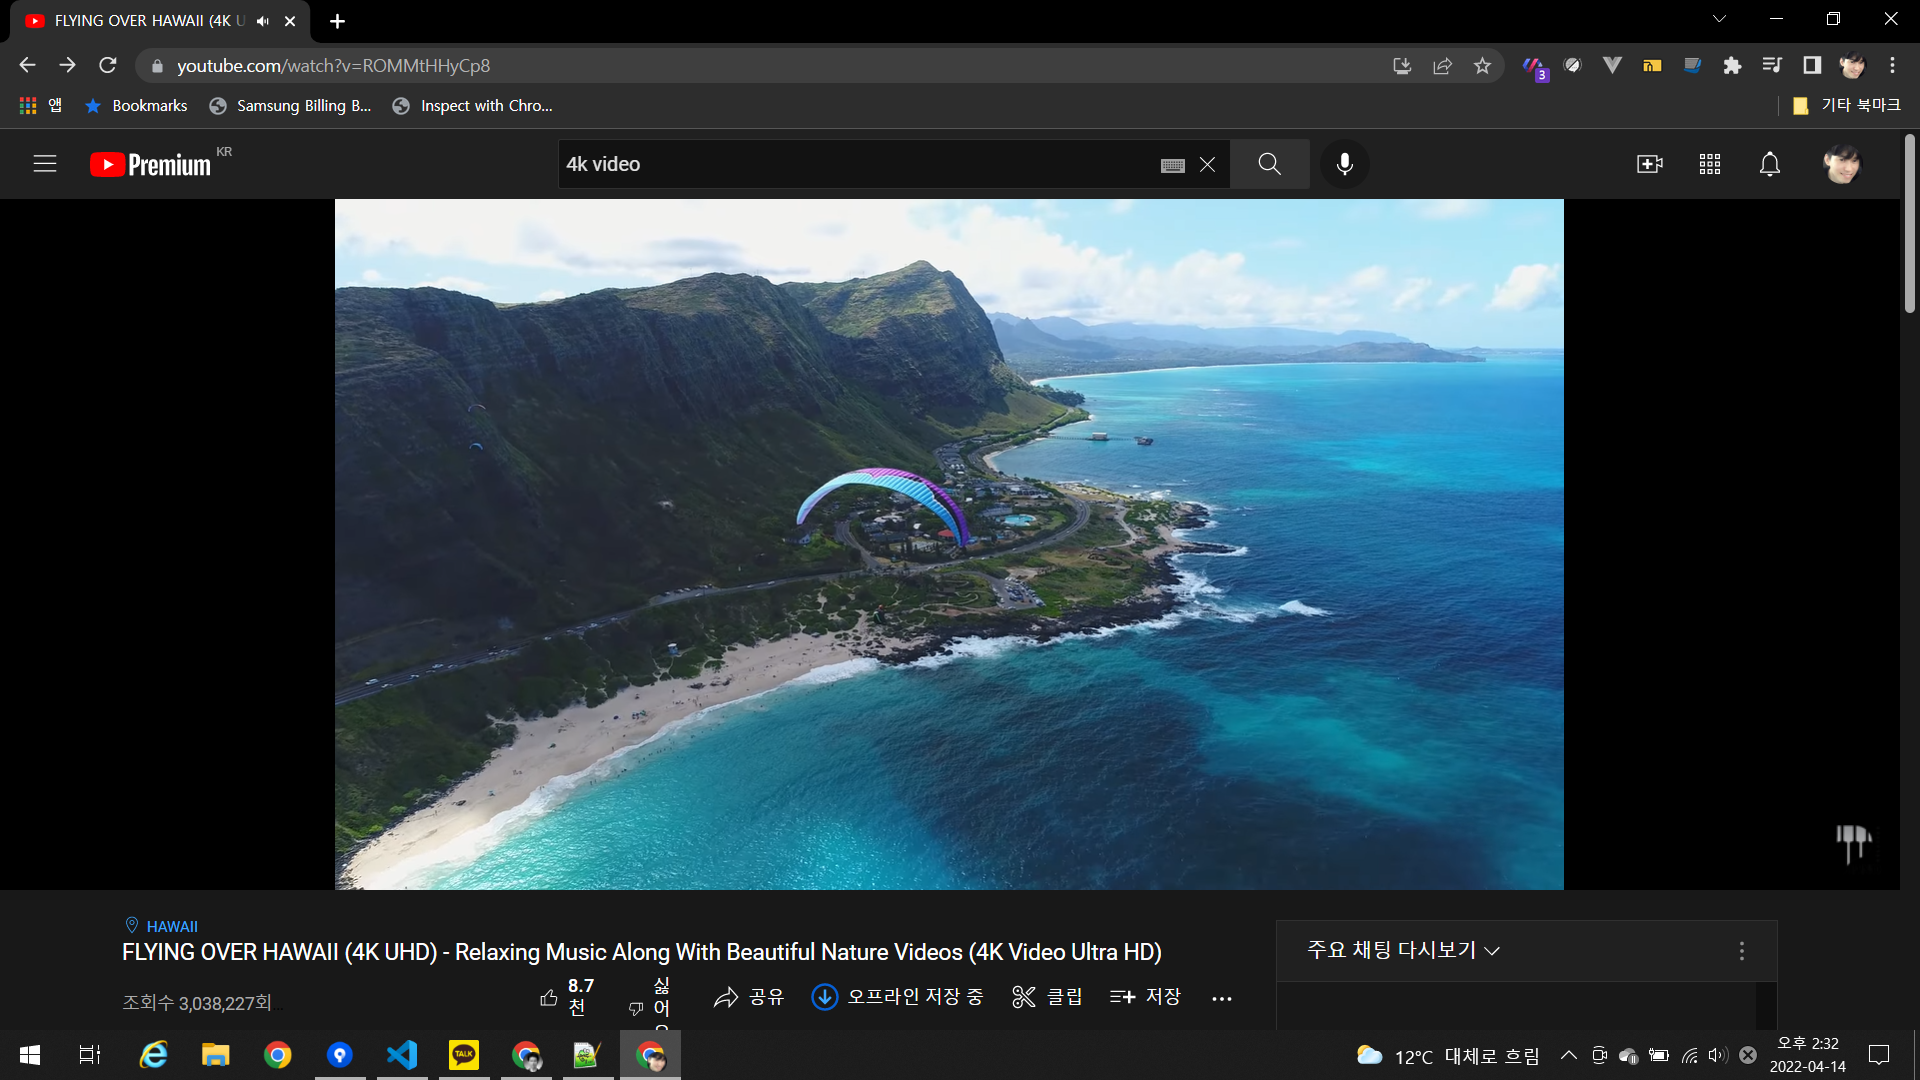 FLYING OVER HAWAII (4K U
youtube.com/watch?v=ROMMtHHyCp8
3
앱 Bookmarks Samsung Billing B... Inspect with Chro... 기타 북마크
Premium KR
4k video
HAWAII
FLYING OVER HAWAII (4K UHD) - Relaxing Music Along With Beautiful Nature Videos (4K Video Ultra HD)
주요 채팅 다시보기
조회수 3,038,227회
8.7
천
싫
어
공유
오프라인 저장 중
클립
저장
TALK
12°C 대체로 흐림
오후 2:32
2022-04-14